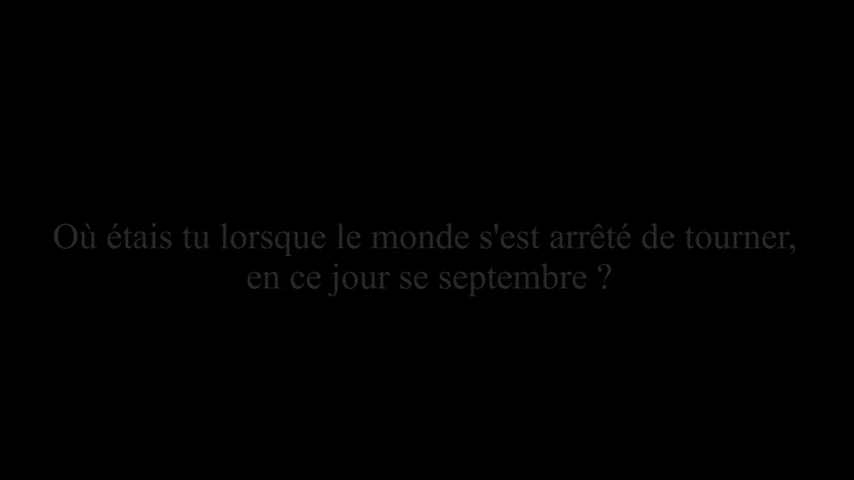 Où étais tu lorsque le monde s'est arrêté de tourner,
en ce jour se septembre ?